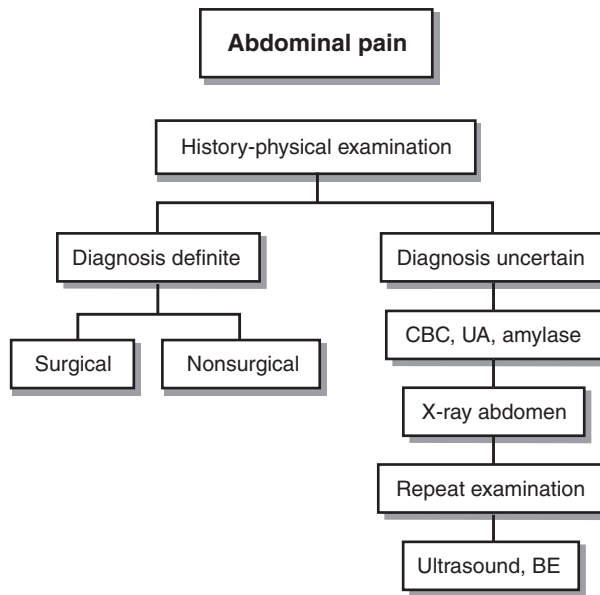 Abdominal pain
History-physical examination
Diagnosis definite
Diagnosis uncertain
Surgical
Nonsurgical
CBC, UA, amylase
X-ray abdomen
Repeat examination
Ultrasound, BE